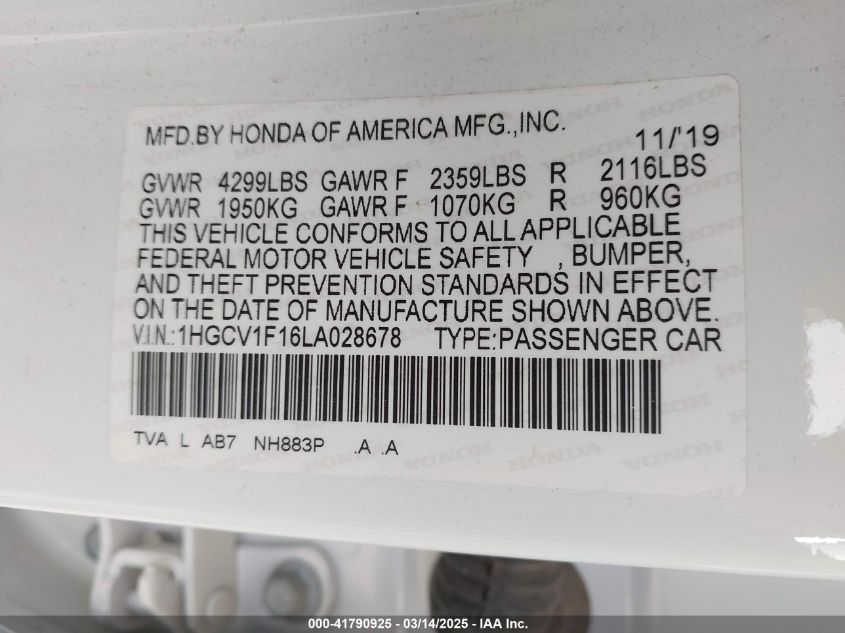 MFD.BY HONDA OF AMERICA MFG.,INC. 11/'19
GVWR 4299LBS GAWR F 2359LBS R 2116LBS
GVWR 1950KG GAWR F 1070KG R 960KG
THIS VEHICLE CONFORMS TO ALL APPLICABLE
FEDERAL MOTOR VEHICLE SAFETY , BUMPER,
AND THEFT PREVENTION STANDARDS IN EFFECT
ON THE DATE OF MANUFACTURE SHOWN ABOVE.
V.I.N.:1HGCV1F16LA028678 TYPE:PASSENGER CAR
TVA L AB7 NH883P .A .A
000-41790925 - 03/14/2025 - IAA Inc.